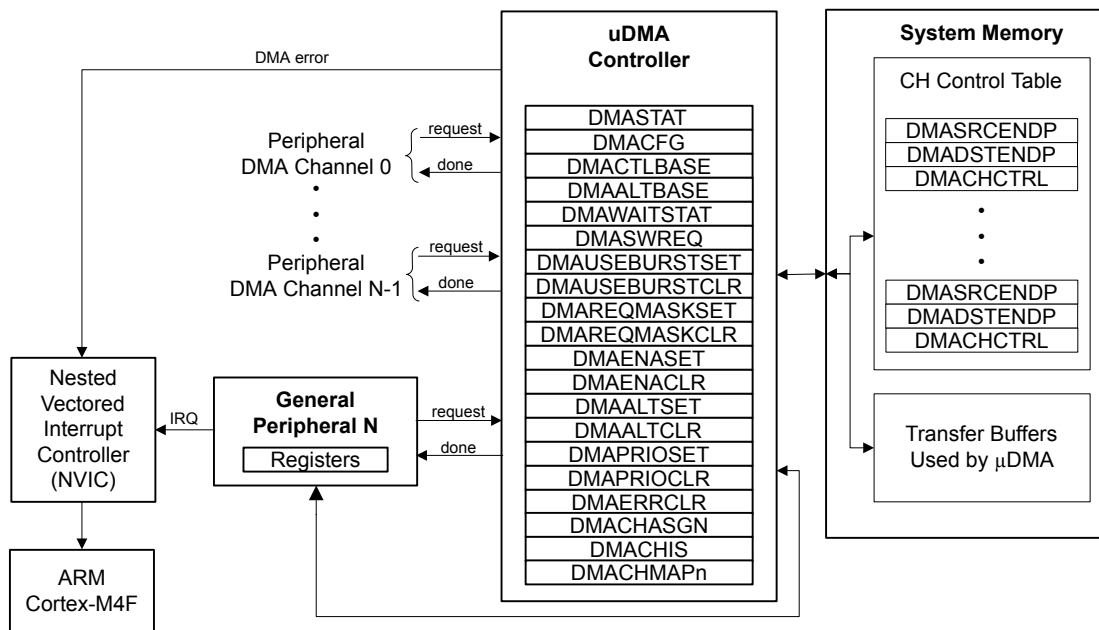 DMA error
Peripheral
DMA Channel 0
request
done
•
•
•
Peripheral
DMA Channel N-1
request
done
Nested
Vectored
Interrupt
Controller
(NVIC)
IRQ
General
Peripheral N
Registers
request
done
ARM
Cortex-M4F
uDMA
Controller
DMASTAT
DMACFG
DMACTLBASE
DMAALTBASE
DMAWAITSTAT
DMASWREQ
DMAUSEBURSTSET
DMAUSEBURSTCLR
DMAREQMASKSET
DMAREQMASKCLR
DMAENASET
DMAENACLR
DMAALTSET
DMAALTCLR
DMAPRIOSET
DMAPRIOCLR
DMAERRCLR
DMACHASGN
DMACHIS
DMACHMAPn
System Memory
CH Control Table
DMASRCENDP
DMADSTENDP
DMACHCTRL
•
•
•
DMASRCENDP
DMADSTENDP
DMACHCTRL
Transfer Buffers
Used by μDMA